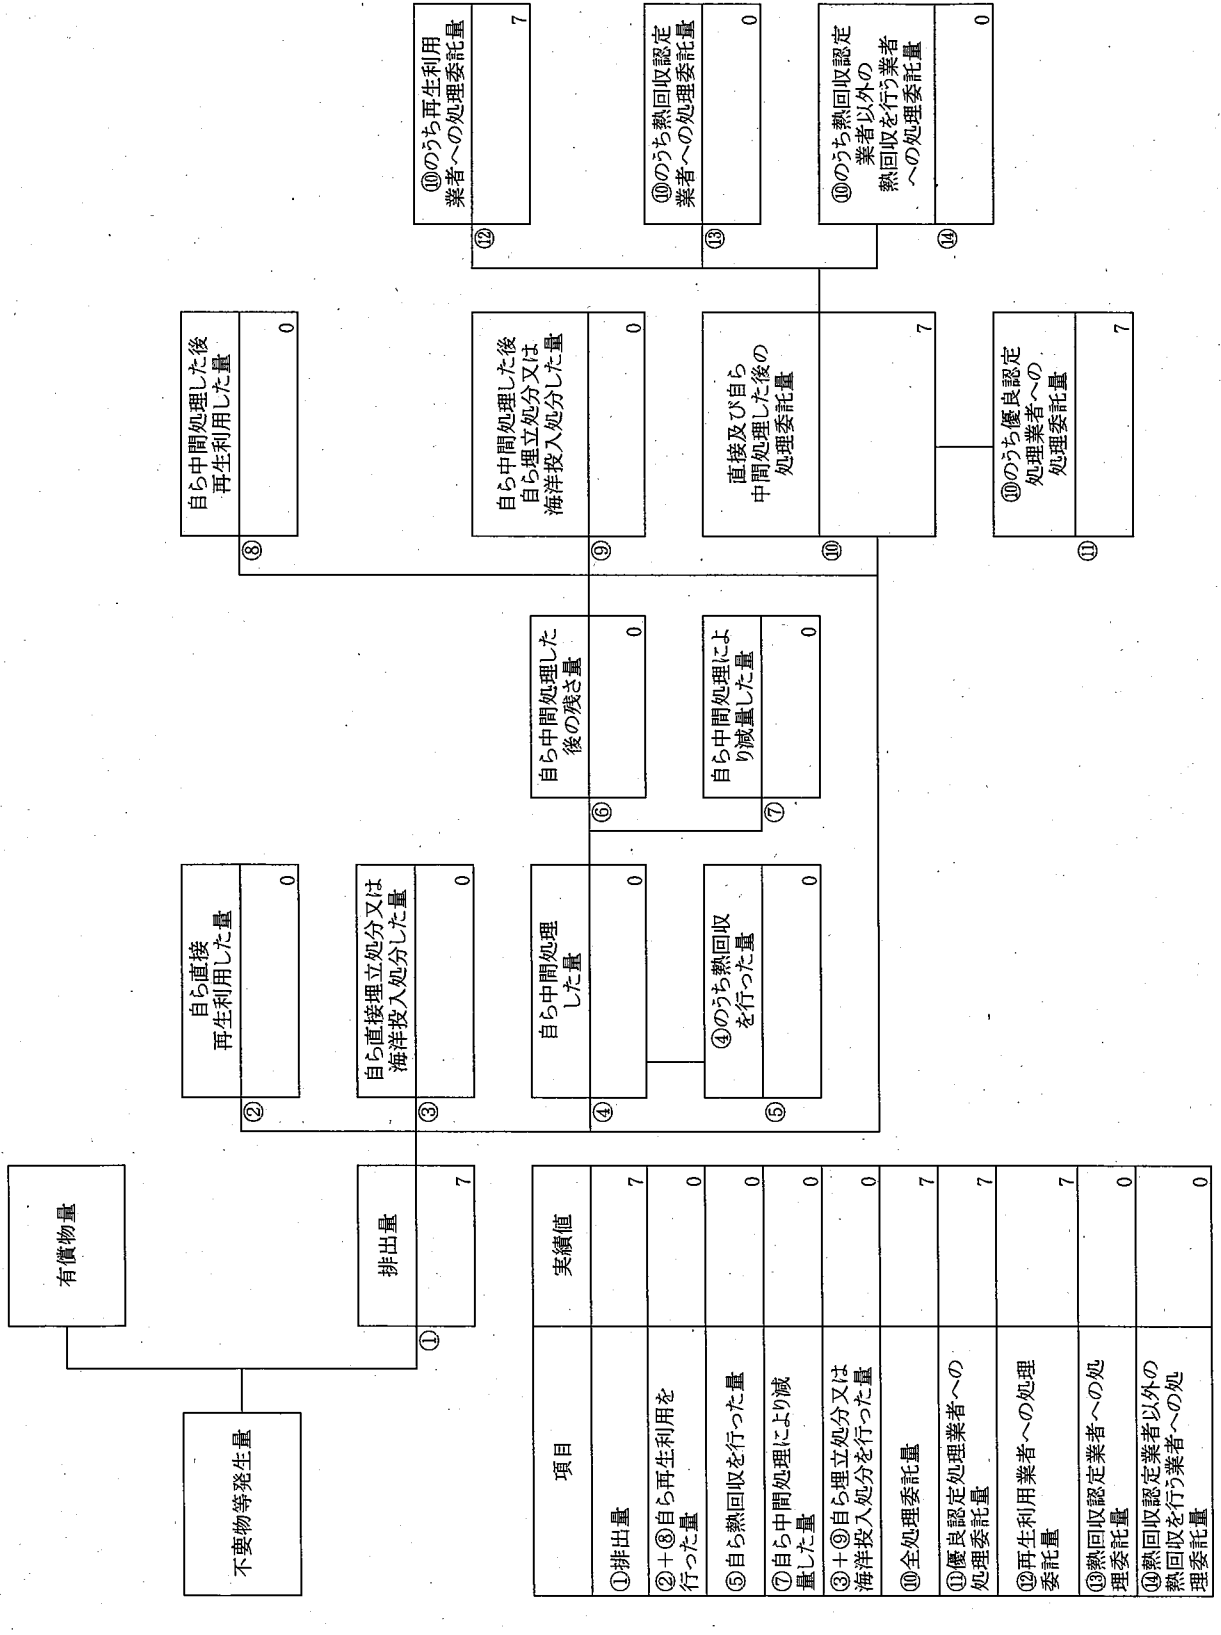 不要物等発生量
有償物量
排出量
①
7
自ら直接
再生利用した量
②
0
自ら直接埋立処分又は
海洋投入処分した量
③
0
自ら中間処理
した量
④
0
④のうち熱回収
を行った量
⑤
0
自ら中間処理した
後の残さ量
⑥
0
自ら中間処理によ
り減量した量
⑦
0
自ら中間処理した後
再生利用した量
⑧
0
自ら中間処理した後
自ら埋立処分又は
海洋投入処分した量
⑨
0
直接及び自ら
中間処理した後の
処理委託量
⑩
7
⑩のうち優良認定
処理業者への
処理委託量
⑪
7
⑩のうち再生利用
業者への処理委託量
⑫
7
⑩のうち熱回収認定
業者への処理委託量
⑬
0
⑩のうち熱回収認定
業者以外の
熱回収を行う業者
への処理委託量
⑭
0
項目 実績値
①排出量 7
②+⑧自ら再生利用を
行った量 0
⑤自ら熱回収を行った量 0
⑦自ら中間処理により減
量した量 0
③+⑨自ら埋立処分又は
海洋投入処分を行った量 0
⑩全処理委託量 7
⑪優良認定処理業者への
処理委託量 7
⑫再生利用業者への処理
委託量 7
⑬熱回収認定業者への処
理委託量 0
⑭熱回収認定業者以外の
熱回収を行う業者への処
理委託量 0